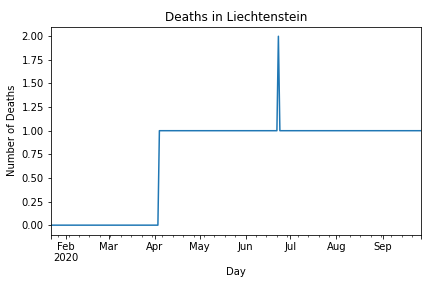 Deaths in Liechtenstein
Number of Deaths
2.00
1.75
1.50
1.25
1.00
0.75
0.50
0.25
0.00
Feb Mar Apr May Jun Jul Aug Sep
2020
Day